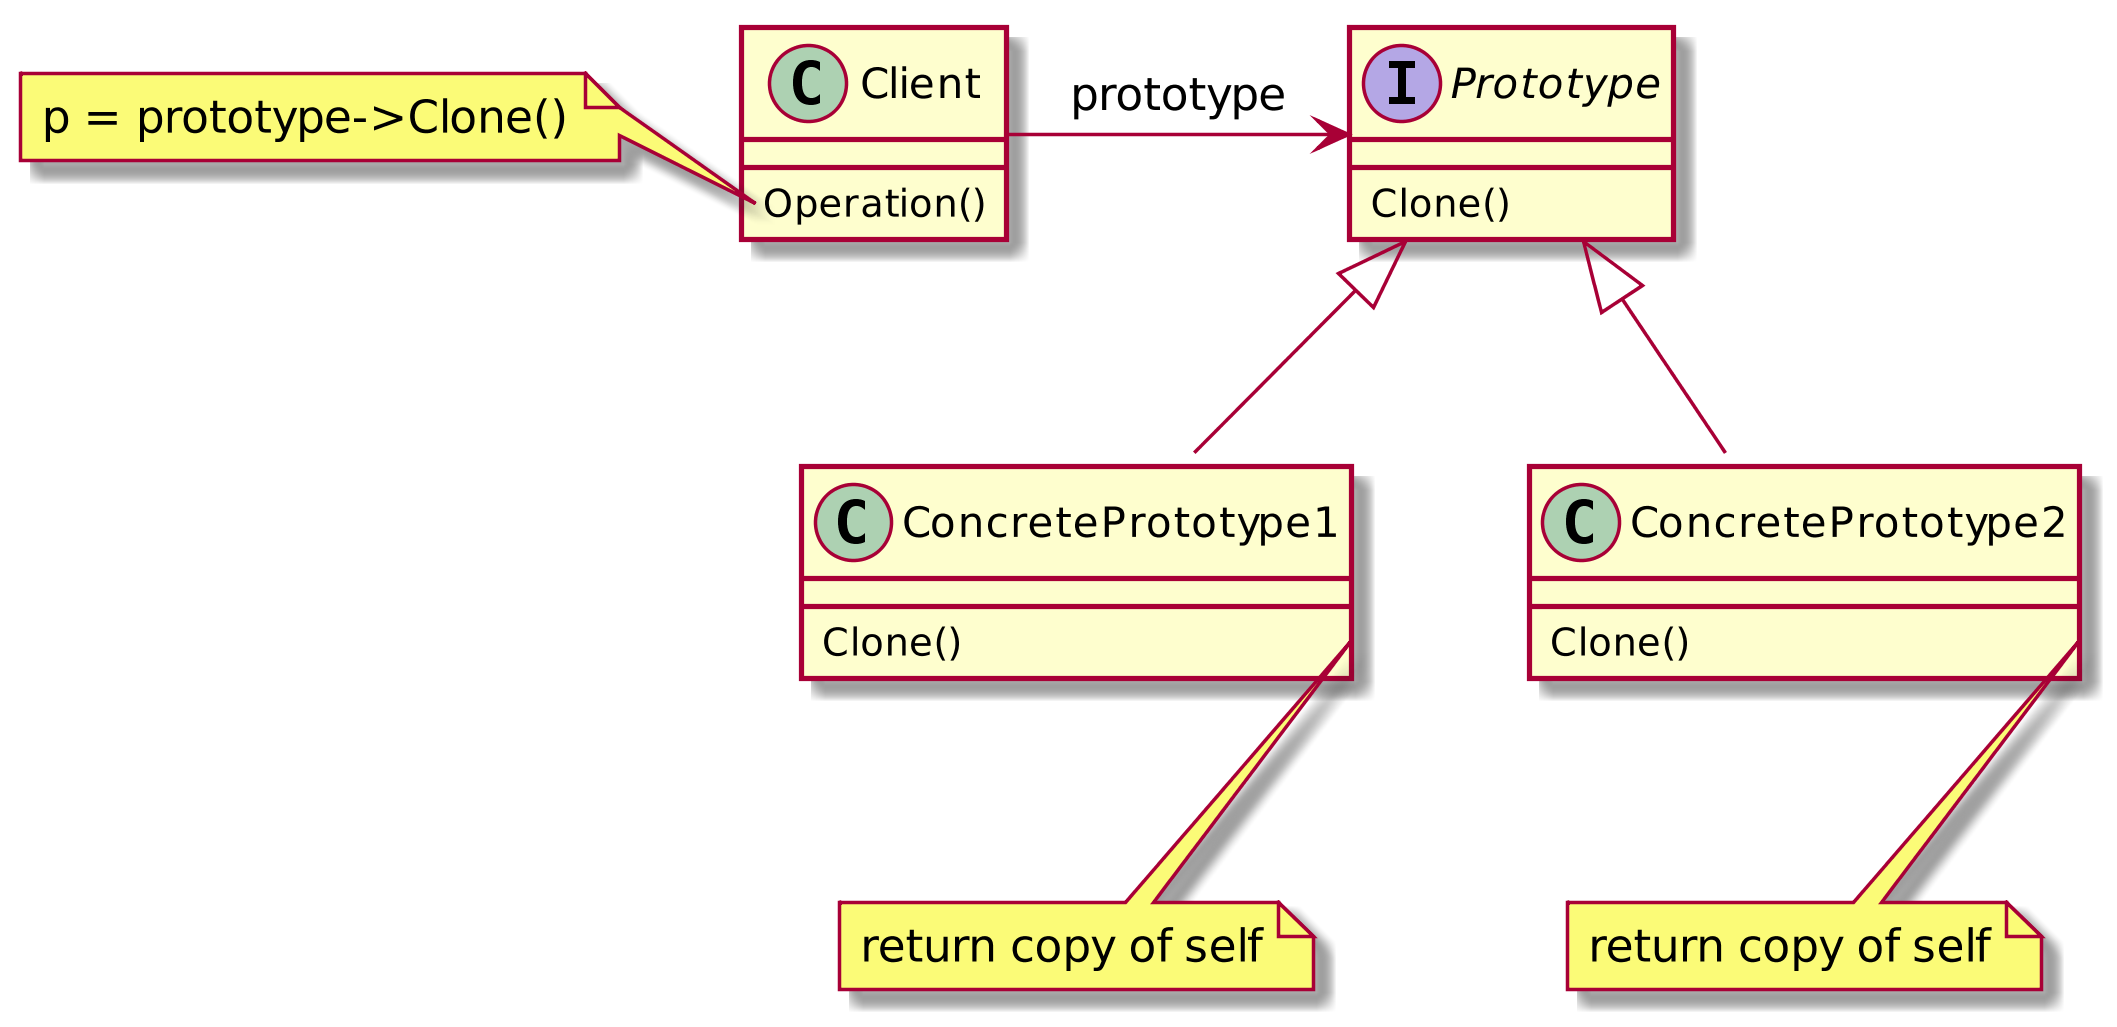 p = prototype->Clone()
C Client
Operation()
prototype
I Prototype
Clone()
C ConcretePrototype1
Clone()
C ConcretePrototype2
Clone()
return copy of self
return copy of self